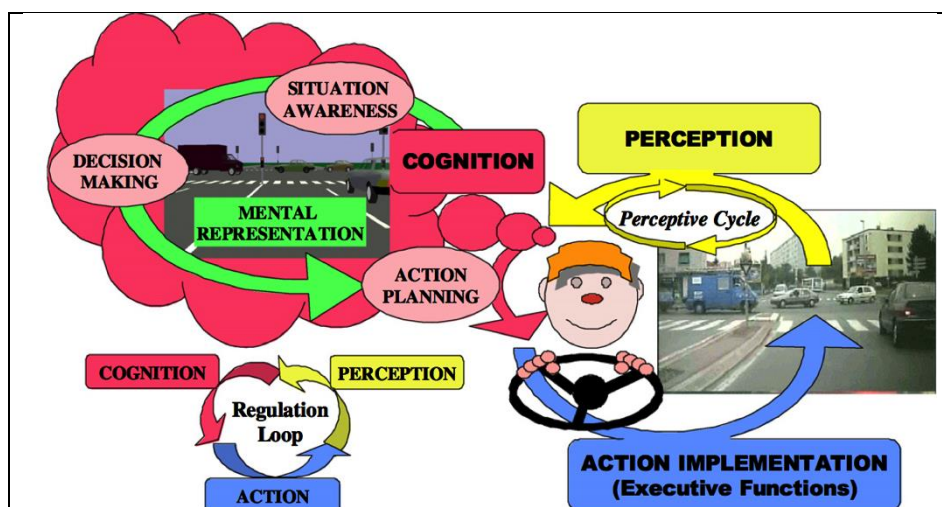 SITUATION
AWARENESS
DECISION
MAKING
MENTAL
REPRESENTATION
ACTION
PLANNING
COGNITION
PERCEPTION
Perceptive Cycle
COGNITION
PERCEPTION
Regulation
Loop
ACTION
ACTION IMPLEMENTATION
(Executive Functions)